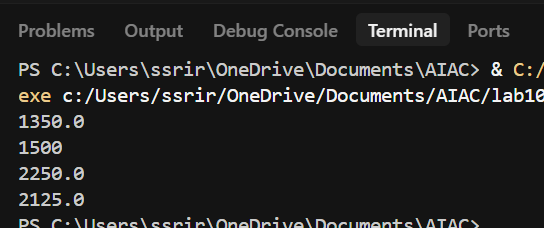 Problems Output Debug Console Terminal Ports
PS C:\Users\ssrir\OneDrive\Documents\AIAC> & C:/
exe c:/Users/ssrir/OneDrive/Documents/AIAC/lab10
1350.0
1500
2250.0
2125.0
PS C:\Users\ssrir\OneDrive\Documents\AIAC>